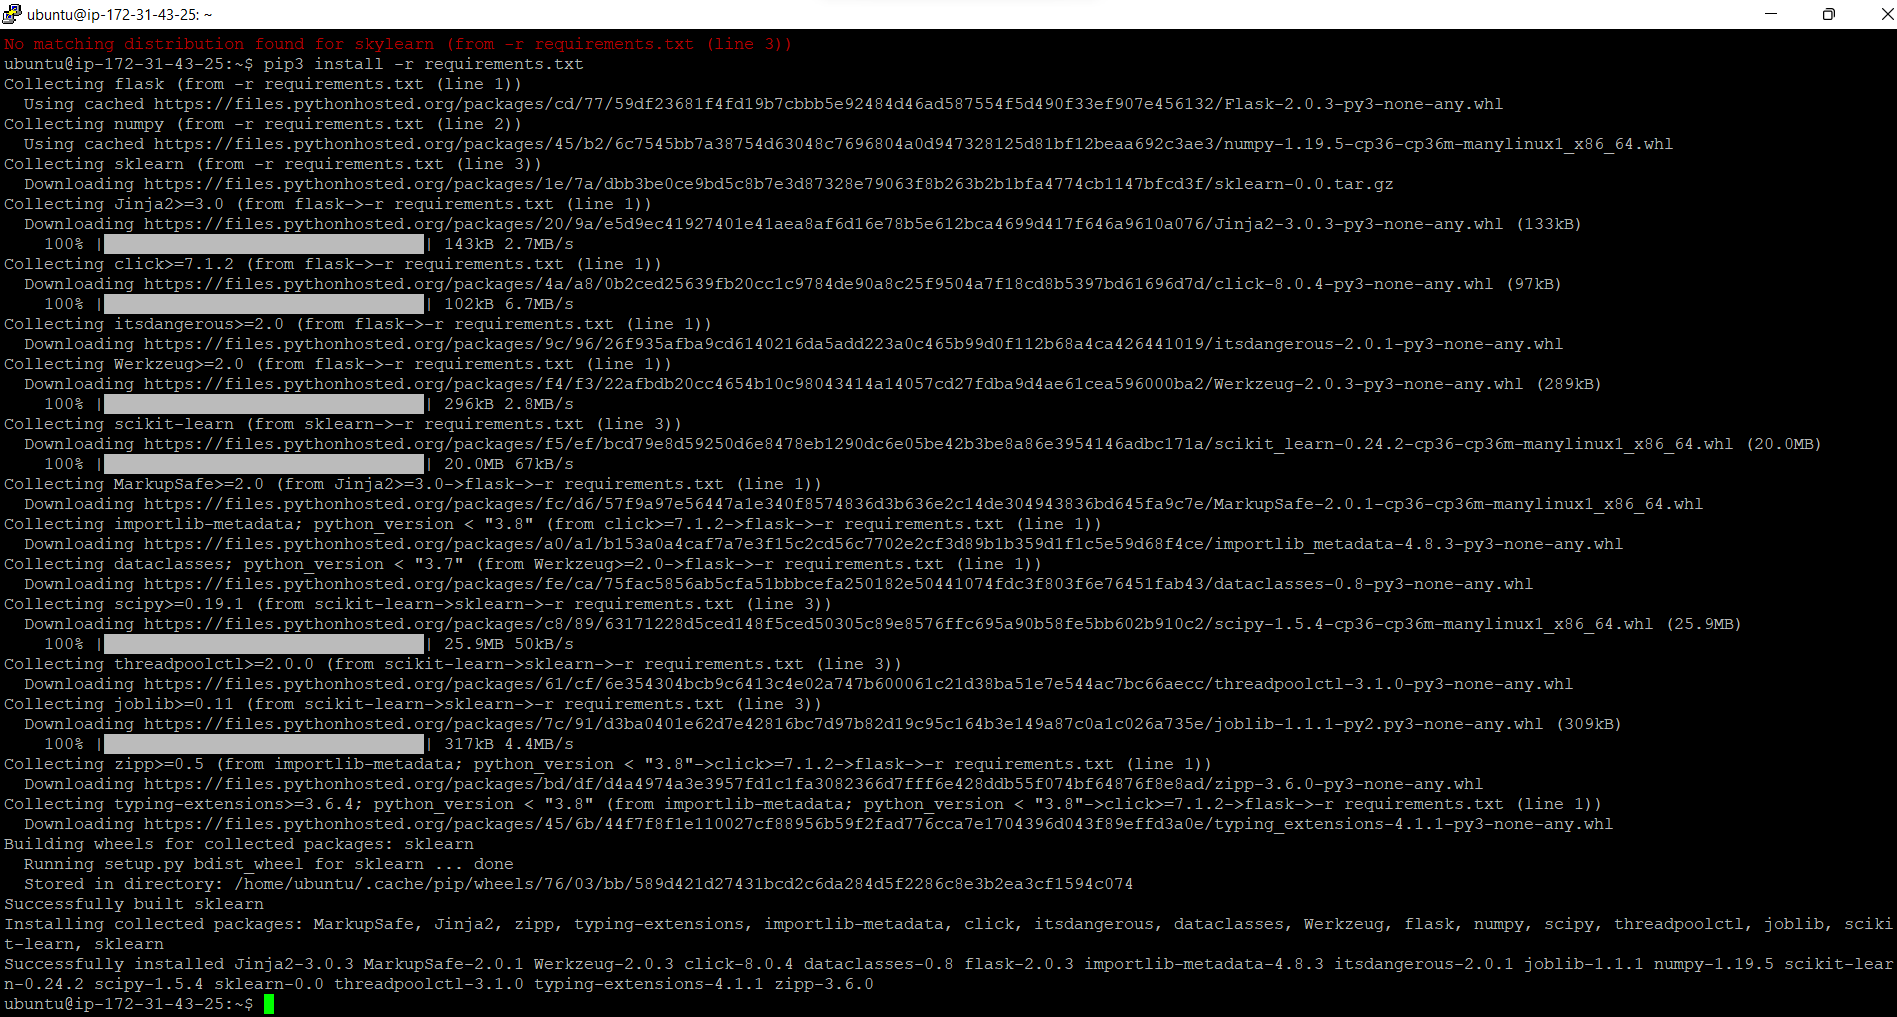 ubuntu@ip-172-31-43-25: ~
No matching distribution found for skylearn (from -r requirements.txt (line 3))
ubuntu@ip-172-31-43-25:~$ pip3 install -r requirements.txt
Collecting flask (from -r requirements.txt (line 1))
  Using cached https://files.pythonhosted.org/packages/cd/77/59df23681f4fd19b7cbbb5e92484d46ad587554f5d490f33ef907e456132/Flask-2.0.3-py3-none-any.whl
Collecting numpy (from -r requirements.txt (line 2))
  Using cached https://files.pythonhosted.org/packages/45/b2/6c7545bb7a38754d63048c7696804a0d947328125d81bf12beaa692c3ae3/numpy-1.19.5-cp36-cp36m-manylinux1_x86_64.whl
Collecting sklearn (from -r requirements.txt (line 3))
  Downloading https://files.pythonhosted.org/packages/1e/7a/dbb3be0ce9bd5c8b7e3d87328e79063f8b263b2b1bfa4774cb1147bfcd3f/sklearn-0.0.tar.gz
Collecting Jinja2>=3.0 (from flask->-r requirements.txt (line 1))
  Downloading https://files.pythonhosted.org/packages/20/9a/e5d9ec41927401e41aea8af6d16e78b5e612bca4699d417f646a9610a076/Jinja2-3.0.3-py3-none-any.whl (133kB)
    100% |████████████████████████████████| 143kB 2.7MB/s
Collecting click>=7.1.2 (from flask->-r requirements.txt (line 1))
  Downloading https://files.pythonhosted.org/packages/4a/a8/0b2ced25639fb20cc1c9784de90a8c25f9504a7f18cd8b5397bd61696d7d/click-8.0.4-py3-none-any.whl (97kB)
    100% |████████████████████████████████| 102kB 6.7MB/s
Collecting itsdangerous>=2.0 (from flask->-r requirements.txt (line 1))
  Downloading https://files.pythonhosted.org/packages/9c/96/26f935afba9cd6140216da5add223a0c465b99d0f112b68a4ca426441019/itsdangerous-2.0.1-py3-none-any.whl
Collecting Werkzeug>=2.0 (from flask->-r requirements.txt (line 1))
  Downloading https://files.pythonhosted.org/packages/f4/f3/22afbdb20cc4654b10c98043414a14057cd27fdba9d4ae61cea596000ba2/Werkzeug-2.0.3-py3-none-any.whl (289kB)
    100% |████████████████████████████████| 296kB 2.8MB/s
Collecting scikit-learn (from sklearn->-r requirements.txt (line 3))
  Downloading https://files.pythonhosted.org/packages/f5/ef/bcd79e8d59250d6e8478eb1290dc6e05be42b3be8a86e3954146adbc171a/scikit_learn-0.24.2-cp36-cp36m-manylinux1_x86_64.whl (20.0MB)
    100% |████████████████████████████████| 20.0MB 67kB/s
Collecting MarkupSafe>=2.0 (from Jinja2>=3.0->flask->-r requirements.txt (line 1))
  Downloading https://files.pythonhosted.org/packages/fc/d6/57f9a97e56447a1e340f8574836d3b636e2c14de304943836bd645fa9c7e/MarkupSafe-2.0.1-cp36-cp36m-manylinux1_x86_64.whl
Collecting importlib-metadata; python_version < "3.8" (from click>=7.1.2->flask->-r requirements.txt (line 1))
  Downloading https://files.pythonhosted.org/packages/a0/a1/b153a0a4caf7a7e3f15c2cd56c7702e2cf3d89b1b359d1f1c5e59d68f4ce/importlib_metadata-4.8.3-py3-none-any.whl
Collecting dataclasses; python_version < "3.7" (from Werkzeug>=2.0->flask->-r requirements.txt (line 1))
  Downloading https://files.pythonhosted.org/packages/fe/ca/75fac5856ab5cfa51bbbcefa250182e50441074fdc3f803f6e76451fab43/dataclasses-0.8-py3-none-any.whl
Collecting scipy>=0.19.1 (from scikit-learn->sklearn->-r requirements.txt (line 3))
  Downloading https://files.pythonhosted.org/packages/c8/89/63171228d5ced148f5ced50305c89e8576ffc695a90b58fe5bb602b910c2/scipy-1.5.4-cp36-cp36m-manylinux1_x86_64.whl (25.9MB)
    100% |████████████████████████████████| 25.9MB 50kB/s
Collecting threadpoolctl>=2.0.0 (from scikit-learn->sklearn->-r requirements.txt (line 3))
  Downloading https://files.pythonhosted.org/packages/61/cf/6e354304bcb9c6413c4e02a747b600061c21d38ba51e7e544ac7bc66aecc/threadpoolctl-3.1.0-py3-none-any.whl
Collecting joblib>=0.11 (from scikit-learn->sklearn->-r requirements.txt (line 3))
  Downloading https://files.pythonhosted.org/packages/7c/91/d3ba0401e62d7e42816bc7d97b82d19c95c164b3e149a87c0a1c026a735e/joblib-1.1.1-py2.py3-none-any.whl (309kB)
    100% |████████████████████████████████| 317kB 4.4MB/s
Collecting zipp>=0.5 (from importlib-metadata; python_version < "3.8"->click>=7.1.2->flask->-r requirements.txt (line 1))
  Downloading https://files.pythonhosted.org/packages/bd/df/d4a4974a3e3957fd1c1fa3082366d7fff6e428ddb55f074bf64876f8e8ad/zipp-3.6.0-py3-none-any.whl
Collecting typing-extensions>=3.6.4; python_version < "3.8" (from importlib-metadata; python_version < "3.8"->click>=7.1.2->flask->-r requirements.txt (line 1))
  Downloading https://files.pythonhosted.org/packages/45/6b/44f7f8f1e110027cf88956b59f2fad776cca7e1704396d043f89effd3a0e/typing_extensions-4.1.1-py3-none-any.whl
Building wheels for collected packages: sklearn
  Running setup.py bdist_wheel for sklearn ... done
  Stored in directory: /home/ubuntu/.cache/pip/wheels/76/03/bb/589d421d27431bcd2c6da284d5f2286c8e3b2ea3cf1594c074
Successfully built sklearn
Installing collected packages: MarkupSafe, Jinja2, zipp, typing-extensions, importlib-metadata, click, itsdangerous, dataclasses, Werkzeug, flask, numpy, scipy, threadpoolctl, joblib, sciki
t-learn, sklearn
Successfully installed Jinja2-3.0.3 MarkupSafe-2.0.1 Werkzeug-2.0.3 click-8.0.4 dataclasses-0.8 flask-2.0.3 importlib-metadata-4.8.3 itsdangerous-2.0.1 joblib-1.1.1 numpy-1.19.5 scikit-lear
n-0.24.2 scipy-1.5.4 sklearn-0.0 threadpoolctl-3.1.0 typing-extensions-4.1.1 zipp-3.6.0
ubuntu@ip-172-31-43-25:~$